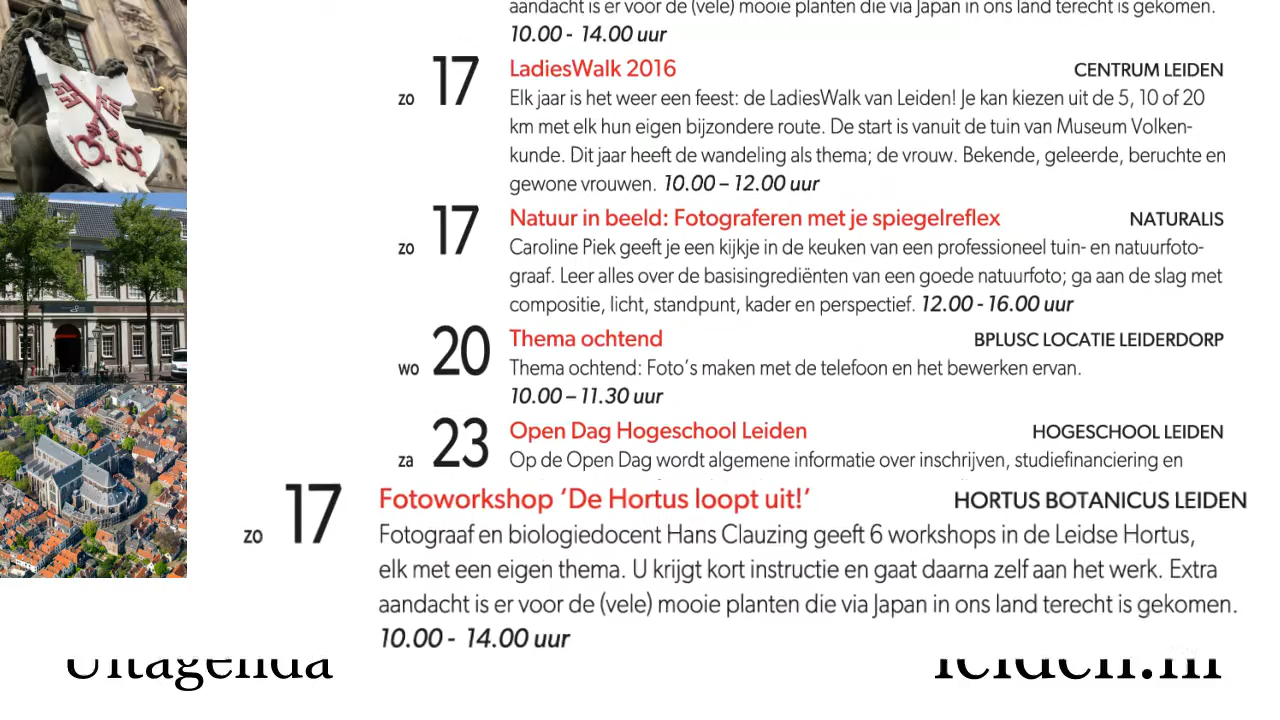 aandacht is er voor de (vele) mooie planten die via Japan in ons land terecht is gekomen.
10.00 - 14.00 uur
zo 17 LadiesWalk 2016 CENTRUM LEIDEN
Elk jaar is het weer een feest: de LadiesWalk van Leiden! Je kan kiezen uit de 5, 10 of 20
km met elk hun eigen bijzondere route. De start is vanuit de tuin van Museum Volken-
kunde. Dit jaar heeft de wandeling als thema; de vrouw. Bekende, geleerde, beruchte en
gewone vrouwen. 10.00 – 12.00 uur
zo 17 Natuur in beeld: Fotograferen met je spiegelreflex NATURALIS
Caroline Piek geeft je een kijkje in de keuken van een professioneel tuin- en natuurfoto-
graaf. Leer alles over de basisingrediënten van een goede natuurfoto; ga aan de slag met
compositie, licht, standpunt, kader en perspectief. 12.00 - 16.00 uur
wo 20 Thema ochtend BPLUSC LOCATIE LEIDERDORP
Thema ochtend: Foto's maken met de telefoon en het bewerken ervan.
10.00 – 11.30 uur
za 23 Open Dag Hogeschool Leiden HOGESCHOOL LEIDEN
Op de Open Dag wordt algemene informatie over inschrijven, studiefinanciering en
zo 17 Fotoworkshop ‘De Hortus loopt uit!’ HORTUS BOTANICUS LEIDEN
Fotograaf en biologiedocent Hans Clauzing geeft 6 workshops in de Leidse Hortus,
elk met een eigen thema. U krijgt kort instructie en gaat daarna zelf aan het werk. Extra
aandacht is er voor de (vele) mooie planten die via Japan in ons land terecht is gekomen.
10.00 - 14.00 uur
Uitagenda leiden.nl